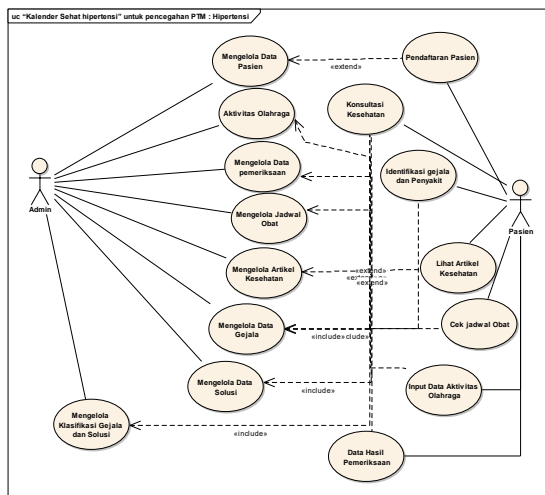 uc "Kalender Sehat hipertensi" untuk pencegahan PTM : Hipertensi
Mengelola Data
Pasien
«extend»
Pendaftaran Pasien
Aktivitas Olahraga
Konsultasi
Kesehatan
Mengelola Data
pemeriksaan
Identifikasi gejala
dan Penyakit
Admin
Pasien
Mengelola Jadwal
Obat
Mengelola Artikel
Kesehatan
«extend»
«extend»
Lihat Artikel
Kesehatan
Mengelola Data
Gejala
«include»
Cek jadwal Obat
Mengelola Data
Solusi
«include»
Input Data Aktivitas
Olahraga
Mengelola
Klasifikasi Gejala
dan Solusi
«include»
Data Hasil
Pemeriksaan